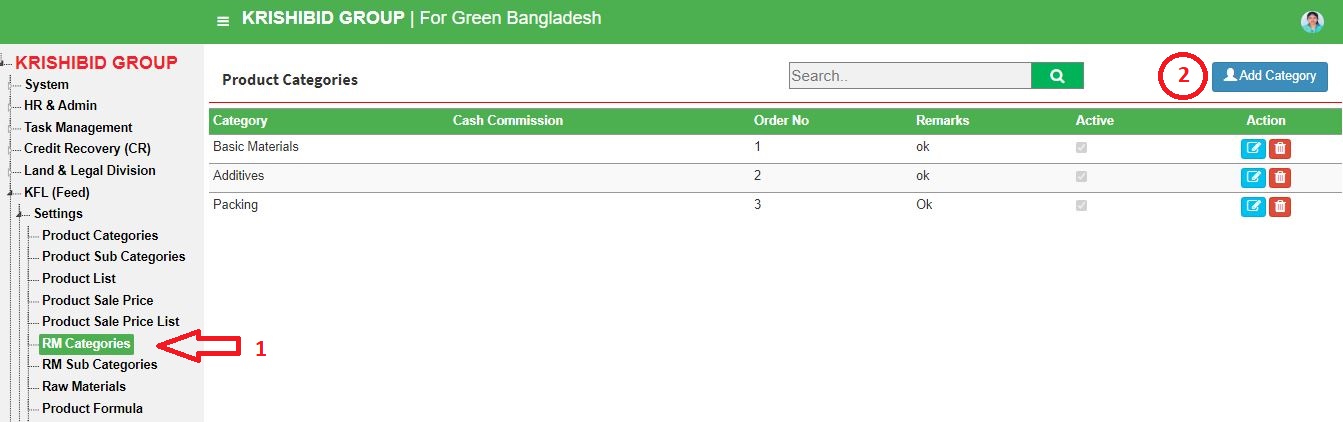 KRISHIBID GROUP | For Green Bangladesh
KRISHIBID GROUP
System
HR & Admin
Task Management
Credit Recovery (CR)
Land & Legal Division
KFL (Feed)
Settings
Product Categories
Product Sub Categories
Product List
Product Sale Price
Product Sale Price List
RM Categories
RM Sub Categories
Raw Materials
Product Formula
1
Product Categories
Search..
2
Add Category
Category Cash Commission Order No Remarks Active Action
Basic Materials 1 ok
Additives 2 ok
Packing 3 Ok